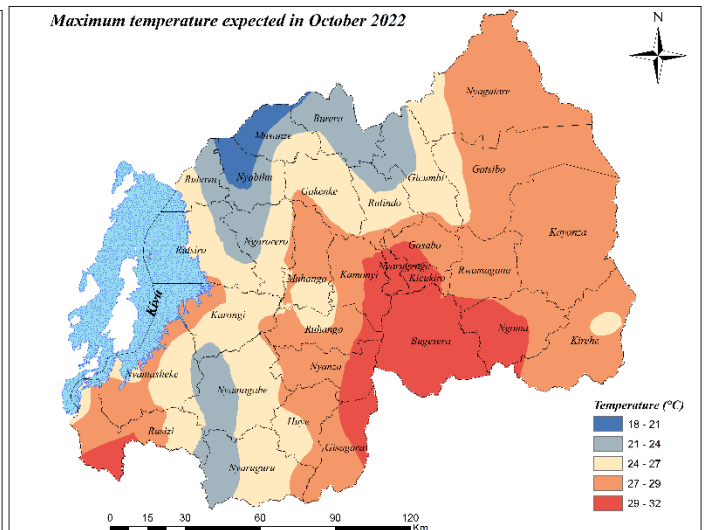 Maximum temperature expected in October 2022
N
Nyagatare
Burera
Musanze
Gatsibo
Rubavu
Nyabihu
Gicumbi
Gakenke
Rulindo
Kayonza
Ngororero
Rutsiro
Gasabo
Nyarugenge
Rwamagana
Muhanga
Kamonyi
Kicukiro
Kivu
Karongi
Ruhango
Ngoma
Bugesera
Kirehe
Nyanza
Nyamasheke
Nyamagabe
Temperature (°C)
18 - 21
Huye
21 - 24
Rusizi
Gisagara
24 - 27
Nyaruguru
27 - 29
29 - 32
0 15 30 60 90 120
Km